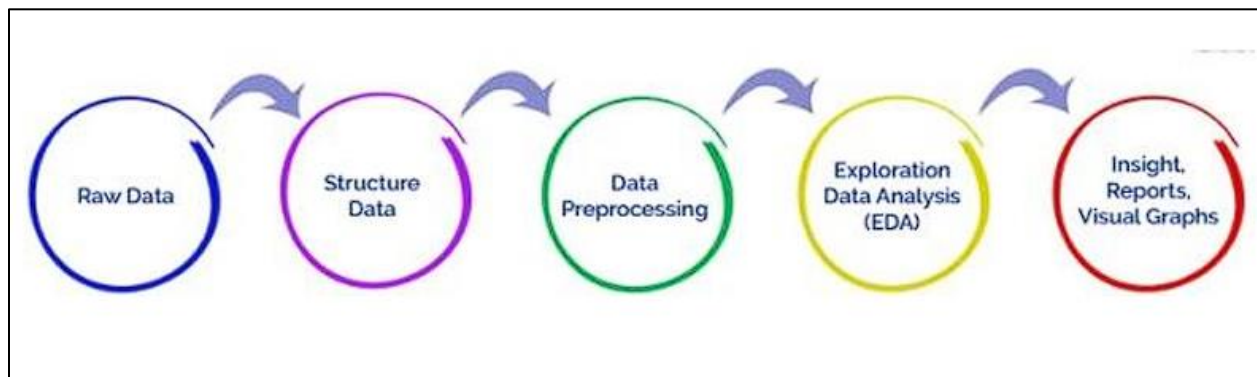 Raw Data
Structure
Data
Data
Preprocessing
Exploration
Data Analysis
(EDA)
Insight,
Reports,
Visual Graphs